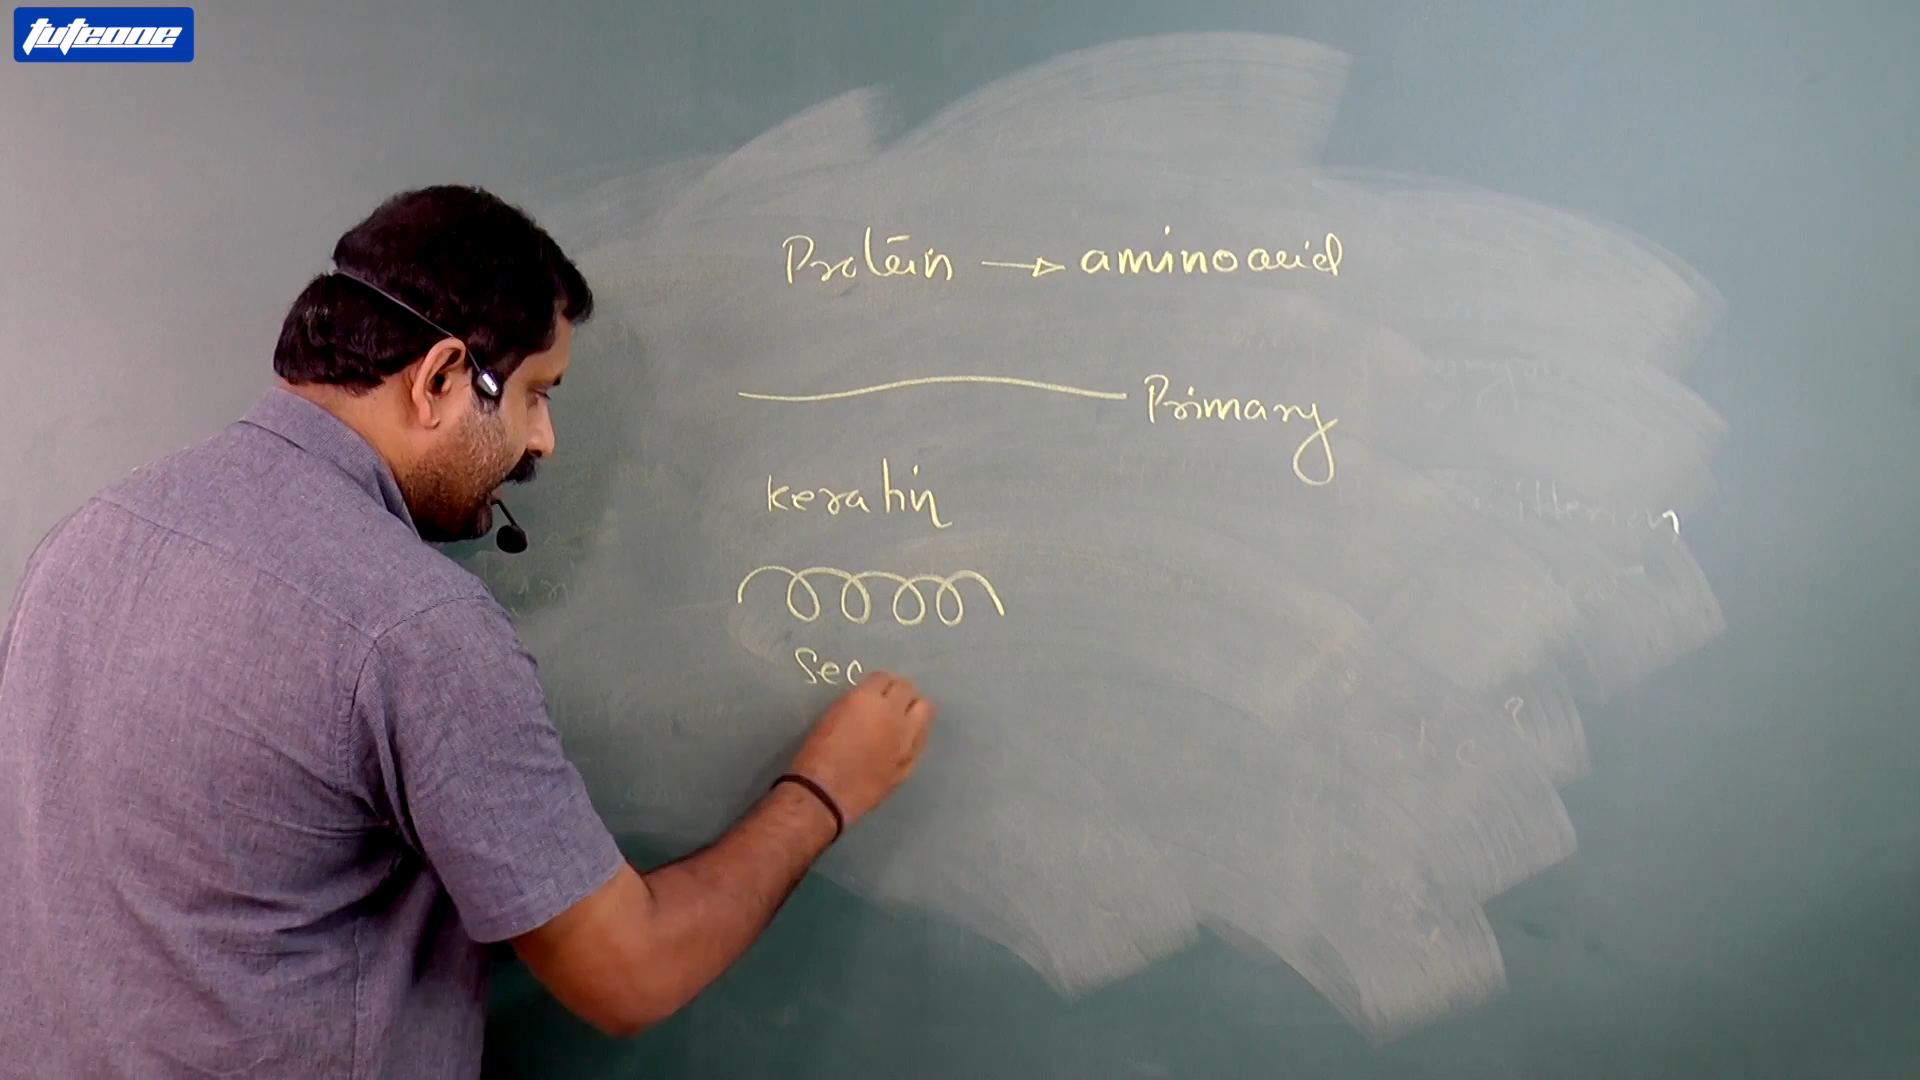 tuteone
Protein → aminoacid
Primary
keratin
Sec